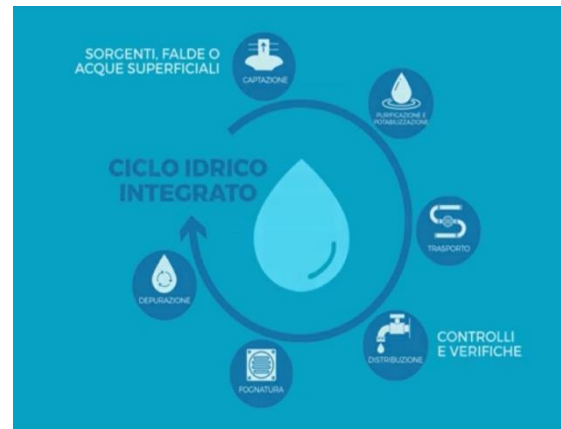 SORGENTI, FALDE O
ACQUE SUPERFICIALI
CAPTAZIONE
PURIFICAZIONE E
POTABILIZZAZIONE
CICLO IDRICO
INTEGRATO
TRASPORTO
DEPURAZIONE
DISTRIBUZIONE
CONTROLLI
E VERIFICHE
FOGNATURA